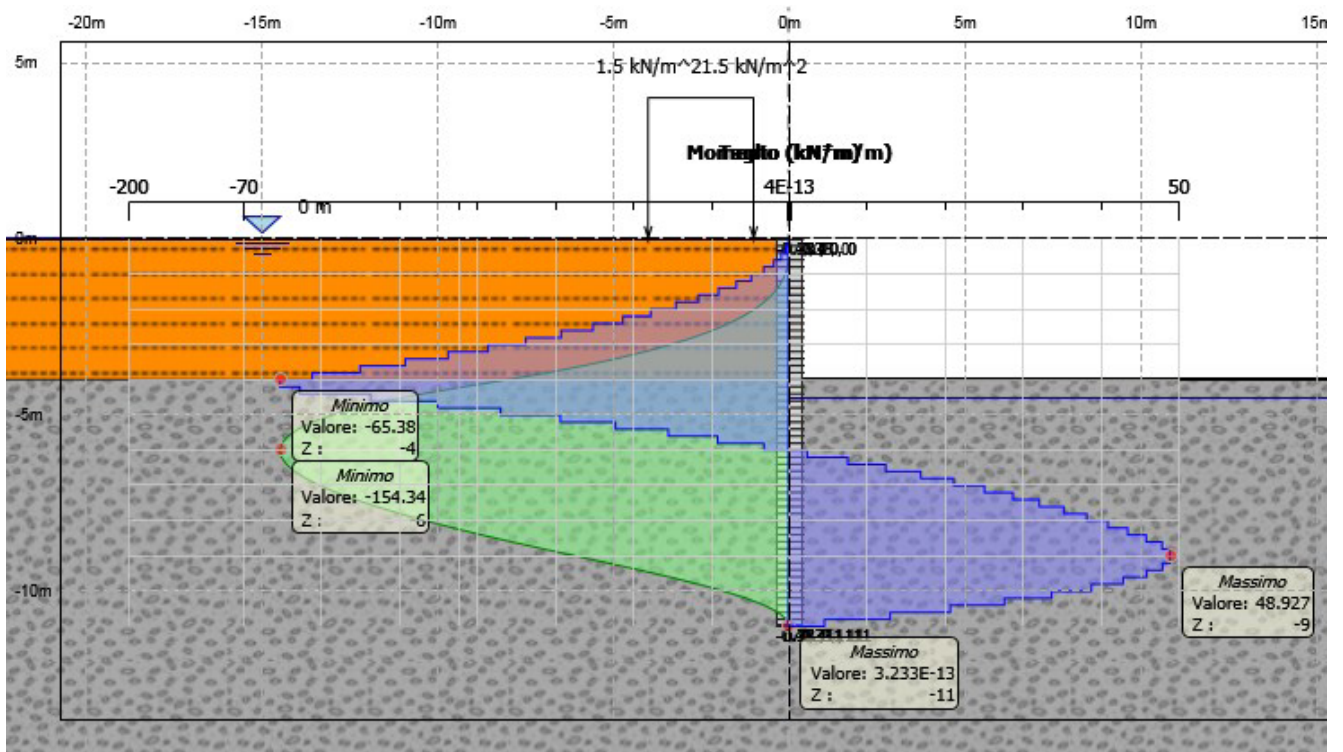 -20m -15m -10m -5m 0m 5m 10m 15m
5m
1.5 kN/m^21.5 kN/m^2
-200 -70 4E-13 50
0 m
0m
Minimo
Valore: -65.38
Z : -4
-5m
Minimo
Valore: -154.34
Z : 6
-10m
Massimo
Valore: 48.927
Z : -9
Massimo
Valore: 3.233E-13
Z : -11